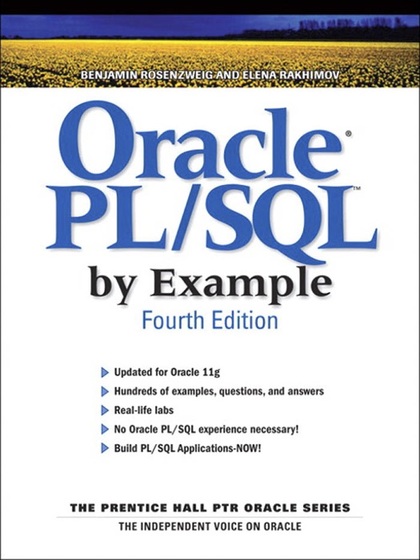 BENJAMIN ROSENZWEIG AND ELENA RAKHIMOV
Oracle®
PL/SQL™
by Example
Fourth Edition
Updated for Oracle 11g
Hundreds of examples, questions, and answers
Real-life labs
No Oracle PL/SQL experience necessary!
Build PL/SQL Applications-NOW!
THE PRENTICE HALL PTR ORACLE SERIES
THE INDEPENDENT VOICE ON ORACLE